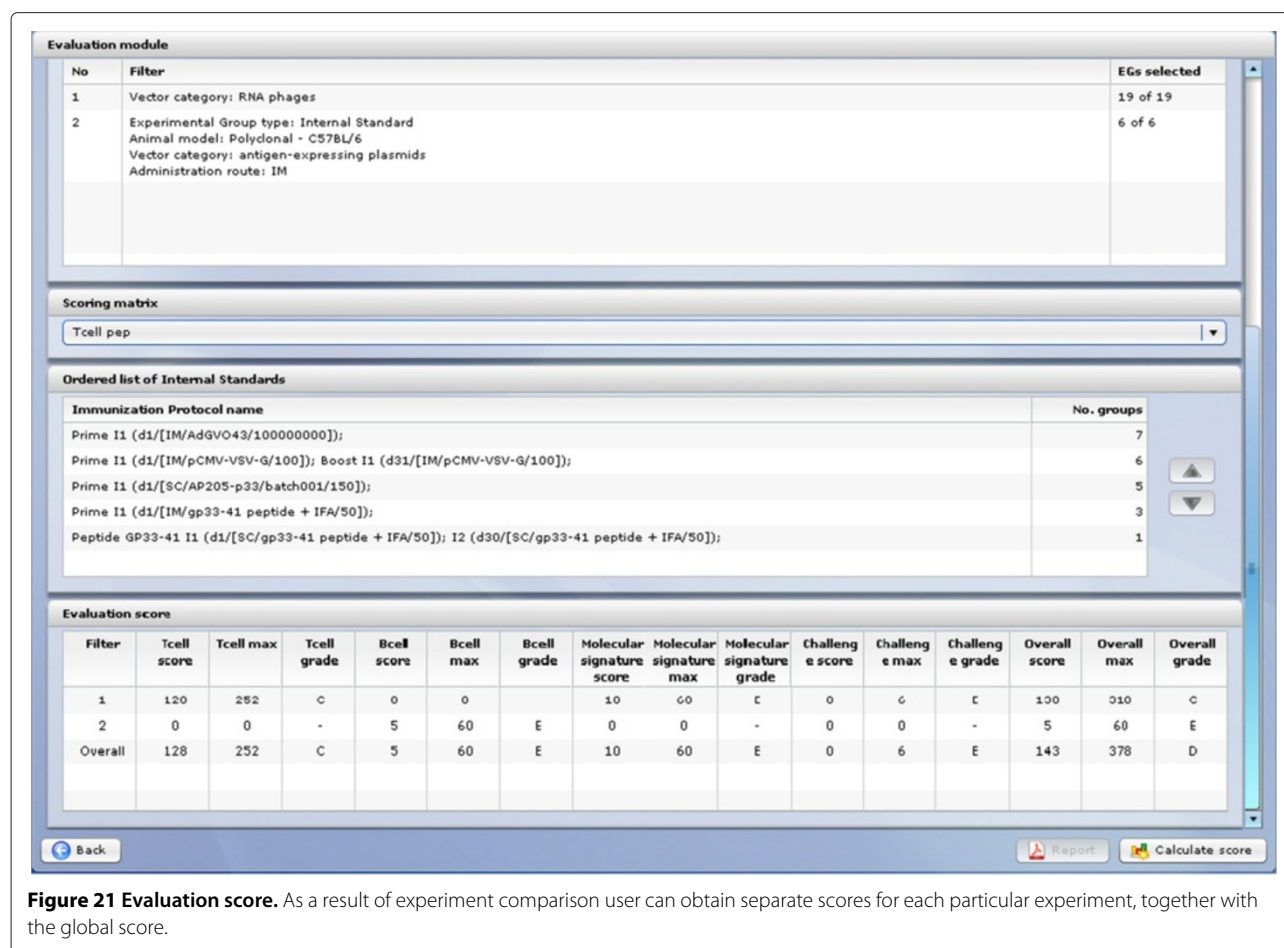 Evaluation module
No Filter EGs selected
1 Vector category: RNA phages 19 of 19
2 Experimental Group type: Internal Standard 6 of 6
Animal model: Polyclonal - C57BL/6
Vector category: antigen-expressing plasmids
Administration route: IM
Scoring matrix
Tcell pep
Ordered list of Internal Standards
Immunization Protocol name No. groups
Prime I1 (d1/[IM/AdGVO43/100000000]); 7
Prime I1 (d1/[IM/pCMV-VSV-G/100]); Boost I1 (d31/[IM/pCMV-VSV-G/100]); 6
Prime I1 (d1/[SC/AP205-p33/batch001/150]); 5
Prime I1 (d1/[IM/gp33-41 peptide + IFA/50]); 3
Peptide GP33-41 I1 (d1/[SC/gp33-41 peptide + IFA/50]); I2 (d30/[SC/gp33-41 peptide + IFA/50]); 1
Evaluation score
Filter Tcell score Tcell max Tcell grade Bcell score Bcell max Bcell grade Molecular signature score Molecular signature max Molecular signature grade Challeng e score Challeng e max Challeng e grade Overall score Overall max Overall grade
1 252 C 0 0 10 0 C
2 0 0 - 5 60 E 0 0 - 0 0 - 5 60 E
Overall 128 252 C 5 60 E 10 60 E 0 6 E 143 378 D
Back Report Calculate score
Figure 21 Evaluation score. As a result of experiment comparison user can obtain separate scores for each particular experiment, together with
the global score.